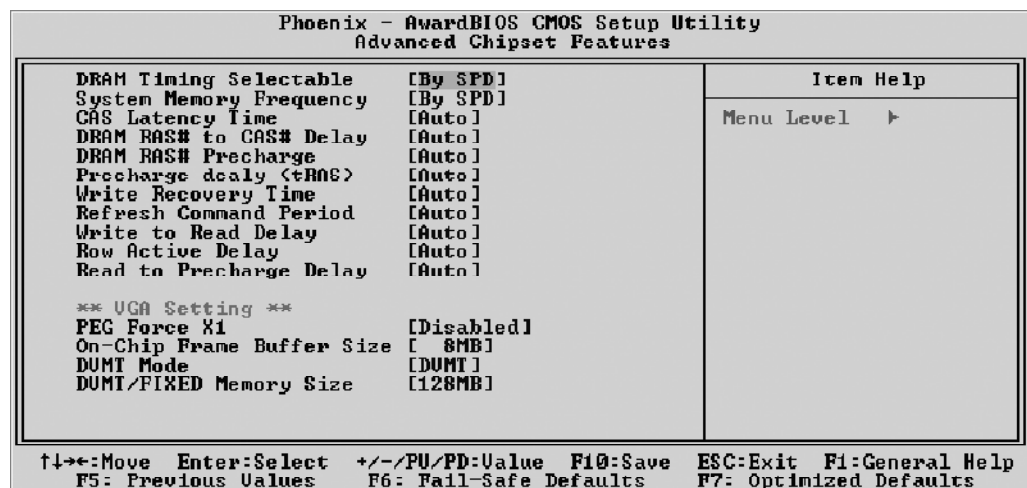 Phoenix - AwardBIOS CMOS Setup Utility
Advanced Chipset Features
DRAM Timing Selectable [By SPD]
System Memory Frequency [By SPD]
CAS Latency Time [Auto]
DRAM RAS# to CAS# Delay [Auto]
DRAM RAS# Precharge [Auto]
Precharge dealy (tRAS) [Auto]
Write Recovery Time [Auto]
Refresh Command Period [Auto]
Write to Read Delay [Auto]
Row Active Delay [Auto]
Read to Precharge Delay [Auto]
** VGA Setting **
PEG Force X1 [Disabled]
On-Chip Frame Buffer Size [ 8MB]
DVMT Mode [DVMT]
DVMT/FIXED Memory Size [128MB]
Item Help
Menu Level ►
↑↓→←:Move Enter:Select +/-/PU/PD:Value F10:Save ESC:Exit F1:General Help
F5: Previous Values F6: Fail-Safe Defaults F7: Optimized Defaults